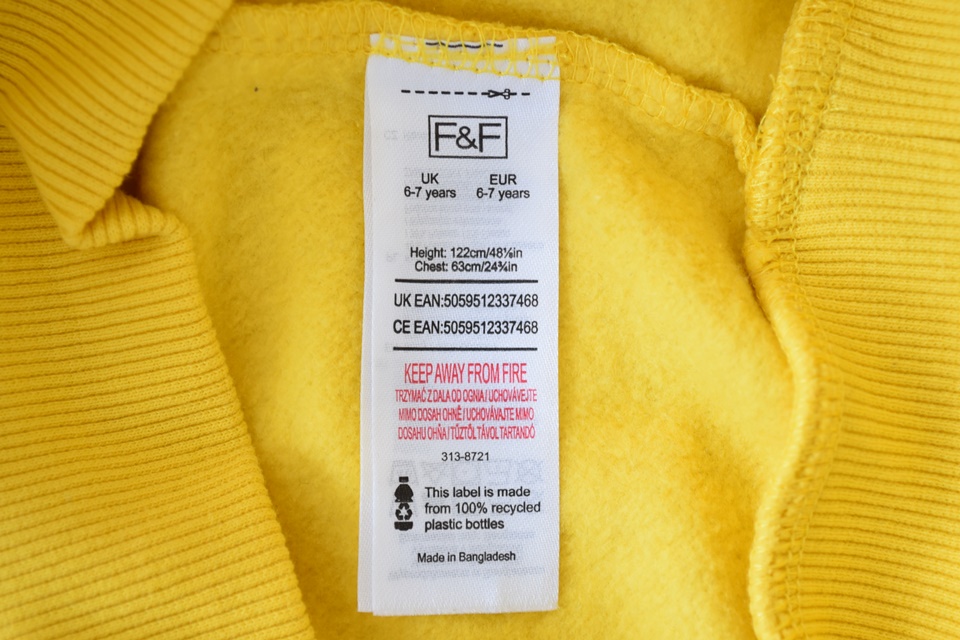 F&F
UK EUR
6-7 years 6-7 years
Height: 122cm/48⅛in
Chest: 63cm/24¾in
UK EAN:5059512337468
CE EAN:5059512337468
KEEP AWAY FROM FIRE
TRZYMAĆ Z DALA OD OGNIA / UCHOVÁVEJTE
MIMO DOSAH OHNĚ / UCHOVÁVAJTE MIMO
DOSAHU OHŇA / TŰZTŐL TÁVOL TARTANDÓ
313-8721
This label is made
from 100% recycled
plastic bottles
Made in Bangladesh